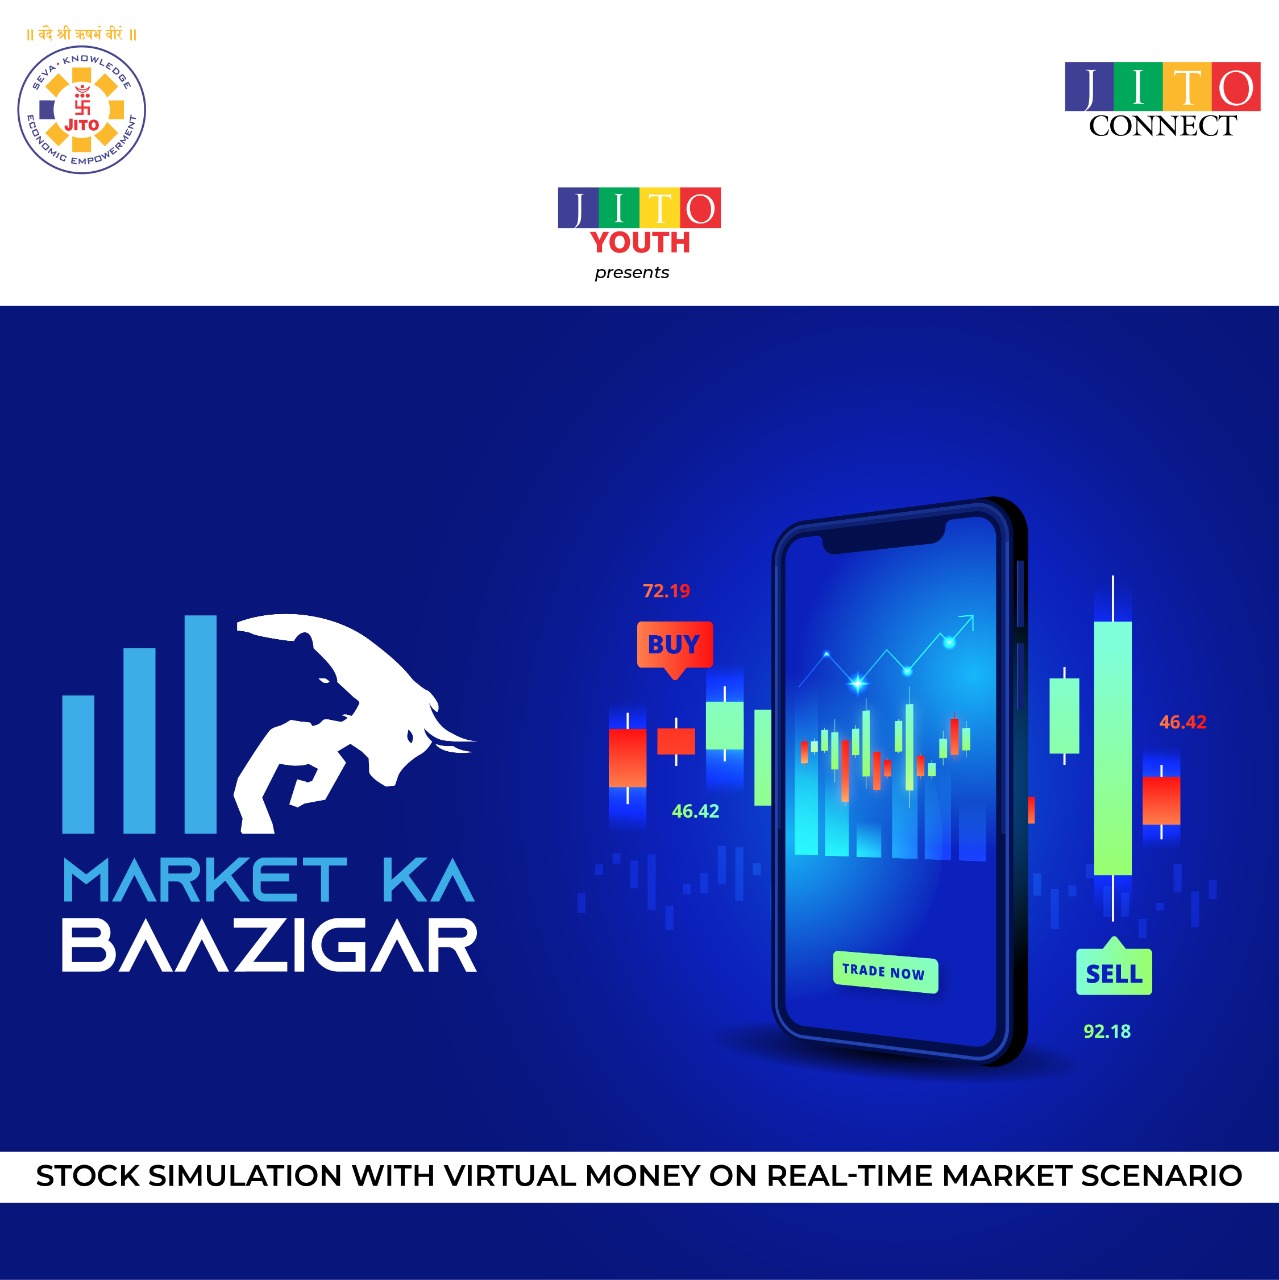 || वंदे श्री ऋषभं वीरं ||
SEVA • KNOWLEDGE
JITO
ECONOMIC EMPOWERMENT
JITO
CONNECT
JITO
YOUTH
presents
72.19
BUY
46.42
46.42
MARKET KA
BAAZIGAR
TRADE NOW
SELL
92.18
STOCK SIMULATION WITH VIRTUAL MONEY ON REAL-TIME MARKET SCENARIO